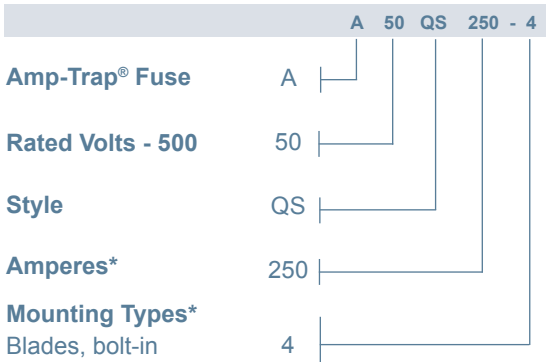 A 50 QS 250 - 4
Amp-Trap® Fuse A
Rated Volts - 500 50
Style QS
Amperes* 250
Mounting Types*
Blades, bolt-in 4